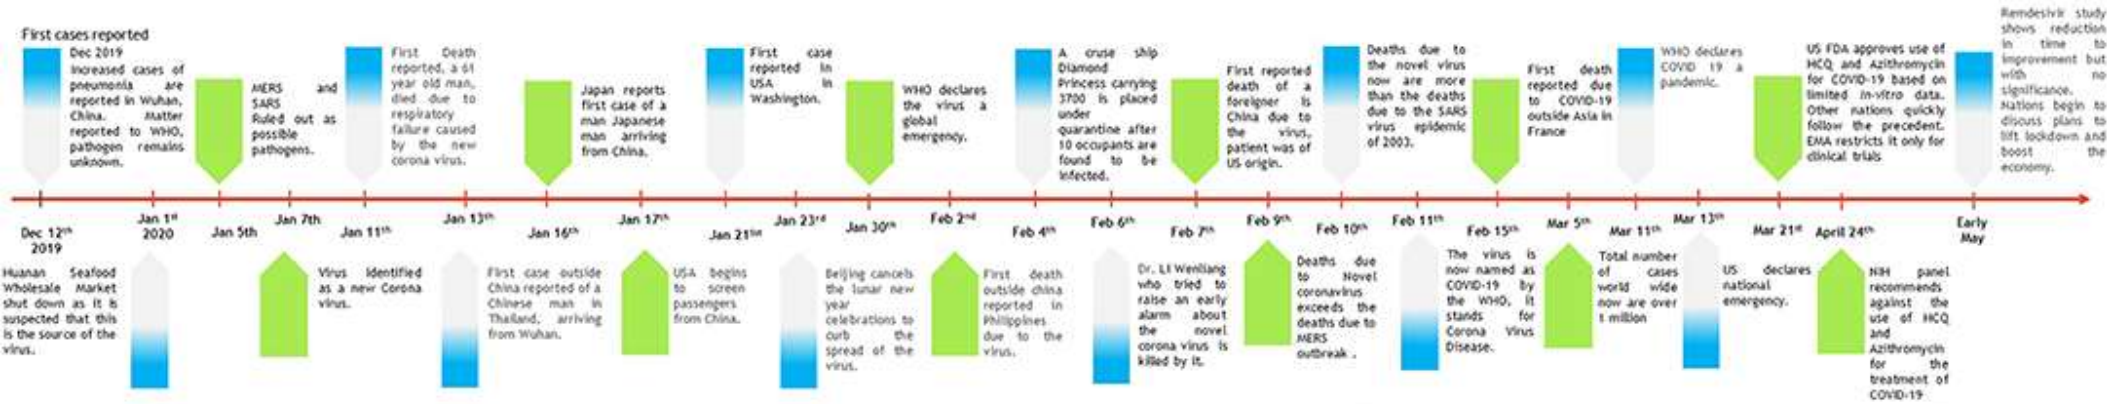 First cases reported
Dec 2019
Increased cases of
pneumonia are
reported in Wuhan,
China. Matter
reported to WHO,
pathogen remains
unknown.
MERS and
SARS
Ruled out as
possible
pathogens.
First Death
reported, a 61
year old man,
died due to
respiratory
failure caused
by the new
corona virus.
Japan reports
first case of a
man Japanese
man arriving
from China.
First case
reported in
USA in
Washington.
WHO declares
the virus a
global
emergency.
A cruse ship
Diamond
Princess carrying
3700 is placed
under
quarantine after
10 occupants are
found to be
infected.
First reported
death of a
foreigner is
China due to
the virus,
patient was of
US origin.
Deaths due to
the novel virus
now are more
than the deaths
due to the SARS
virus epidemic
of 2003.
First death
reported due
to COVID-19
outside Asia in
France
WHO declares
COVID 19 a
pandemic.
US FDA approves use of
HCQ and Azithromycin
for COVID-19 based on
limited in-vitro data.
Other nations quickly
follow the precedent.
EMA restricts it only for
clinical trials
Remdesivir study
shows reduction
in time to
improvement but
with no
significance.
Nations begin to
discuss plans to
lift lockdown and
boost the
economy.
Dec 12th
2019
Jan 1st
2020
Jan 5th
Jan 7th
Jan 11th
Jan 13th
Jan 16th
Jan 17th
Jan 21st
Jan 23rd
Jan 30th
Feb 2nd
Feb 4th
Feb 6th
Feb 7th
Feb 9th
Feb 10th
Feb 11th
Feb 15th
Mar 5th
Mar 11th
Mar 13th
Mar 21st
April 24th
Early
May
Huanan Seafood
Wholesale Market
shut down as it is
suspected that this
is the source of the
virus.
Virus identified
as a new Corona
virus.
First case outside
China reported of a
Chinese man in
Thailand, arriving
from Wuhan.
USA begins
to screen
passengers
from China.
Beijing cancels
the lunar new
year
celebrations to
curb the
spread of the
virus.
First death
outside china
reported in
Philippines
due to the
virus.
Dr. Li Wenliang
who tried to
raise an early
alarm about
the novel
corona virus is
killed by it.
Deaths due
to Novel
coronavirus
exceeds the
deaths due to
MERS
outbreak .
The virus is
now named as
COVID-19 by
the WHO, it
stands for
Corona Virus
Disease.
Total number
of cases
world wide
now are over
1 million
US declares
national
emergency.
NIH panel
recommends
against the
use of HCQ
and
Azithromycin
for the
treatment of
COVID-19